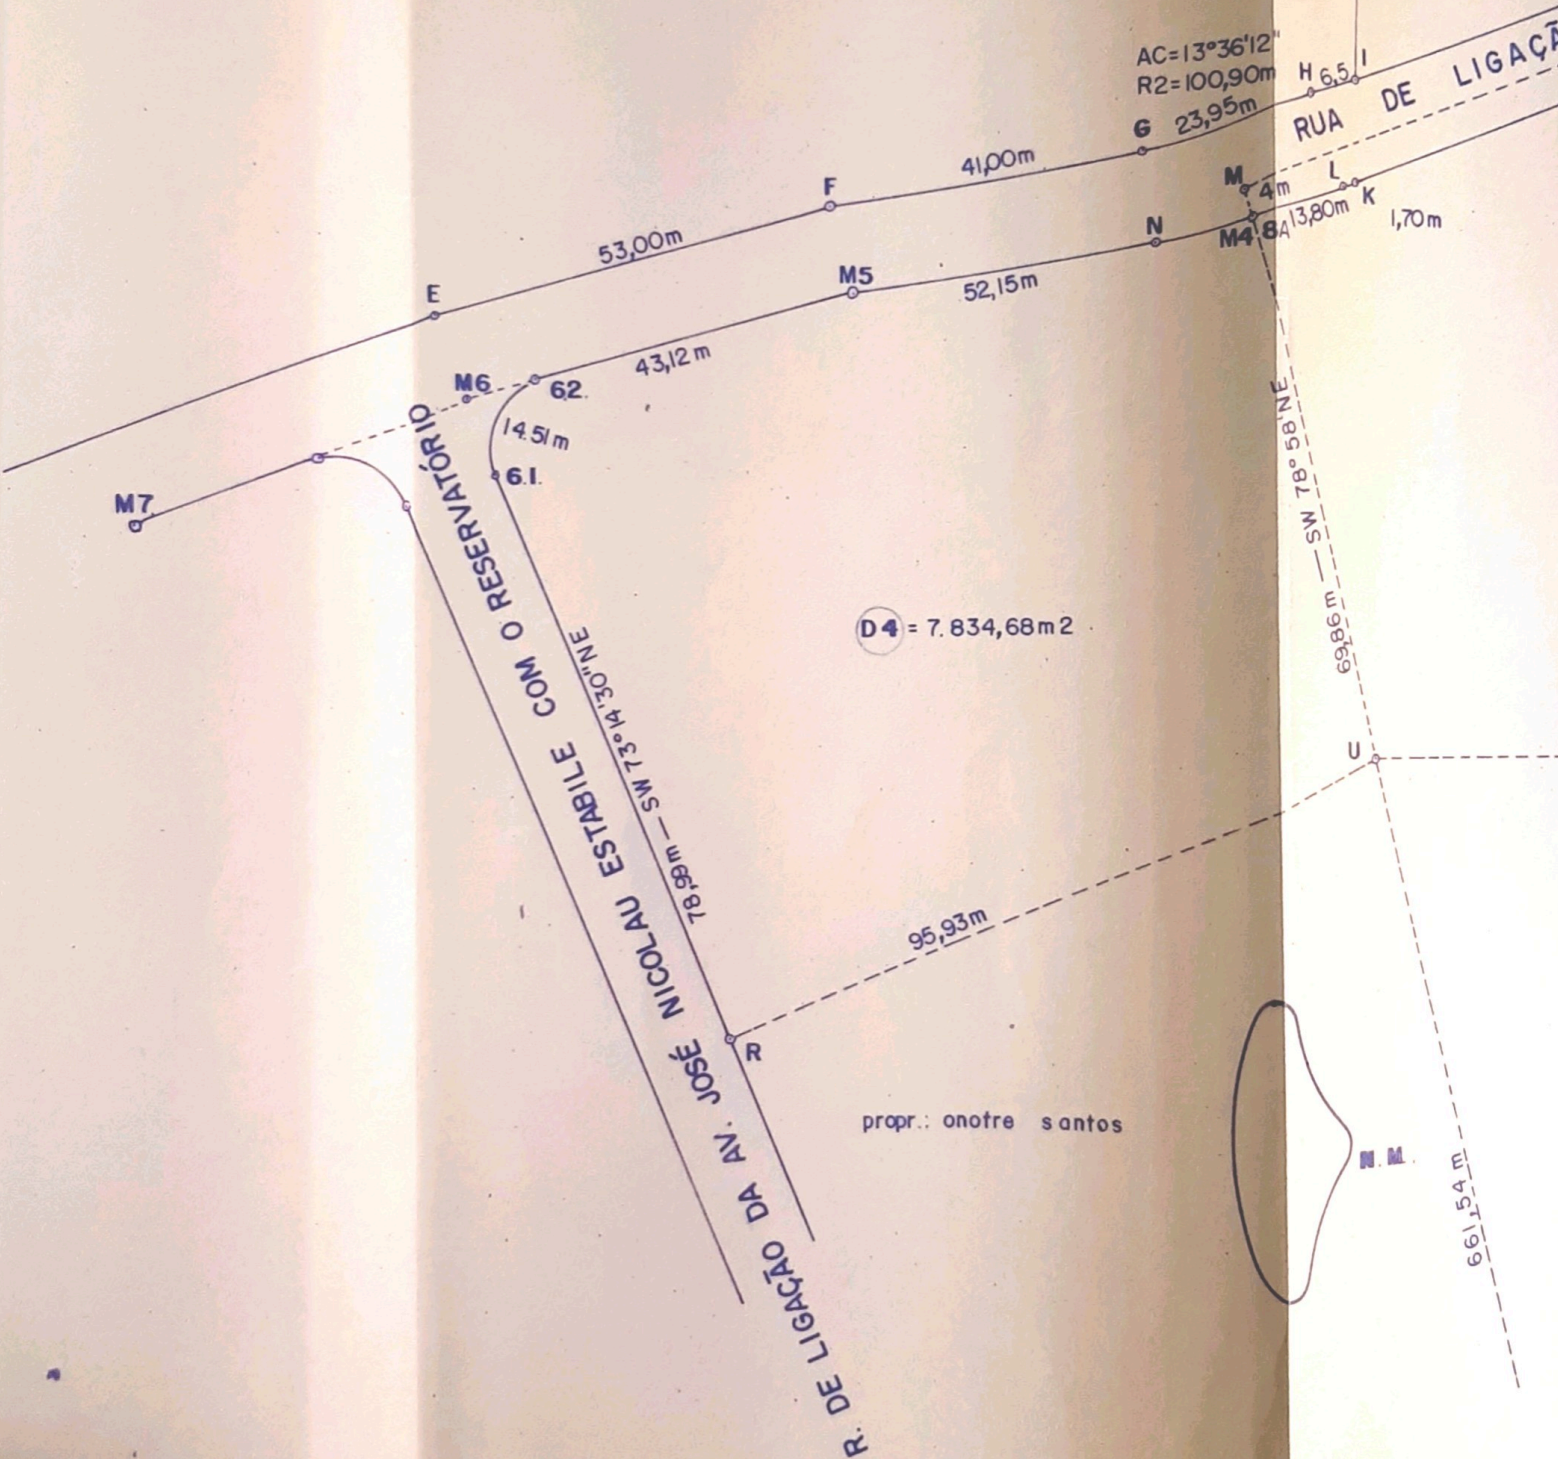 AC=13°36'12"
R2=100,90m
H
6,5
I
RUA DE LIGAÇÃ
G
23,95m
41,00m
F
M
4m
L
K
13,80m
1,70m
N
M4
8A
53,00m
M5
52,15m
E
43,12m
M6
62.
14.51m
6.1.
M7
69,86m — SW 78° 58' NE
D4 = 7.834,68m2
78,99m — SW 73° 14' 30" NE
U
95,93m
R
propr.: onofre santos
N.M.
661,54 m
R. DE LIGAÇÃO DA AV. JOSÉ NICOLAU ESTABILE COM O RESERVATÓRIO